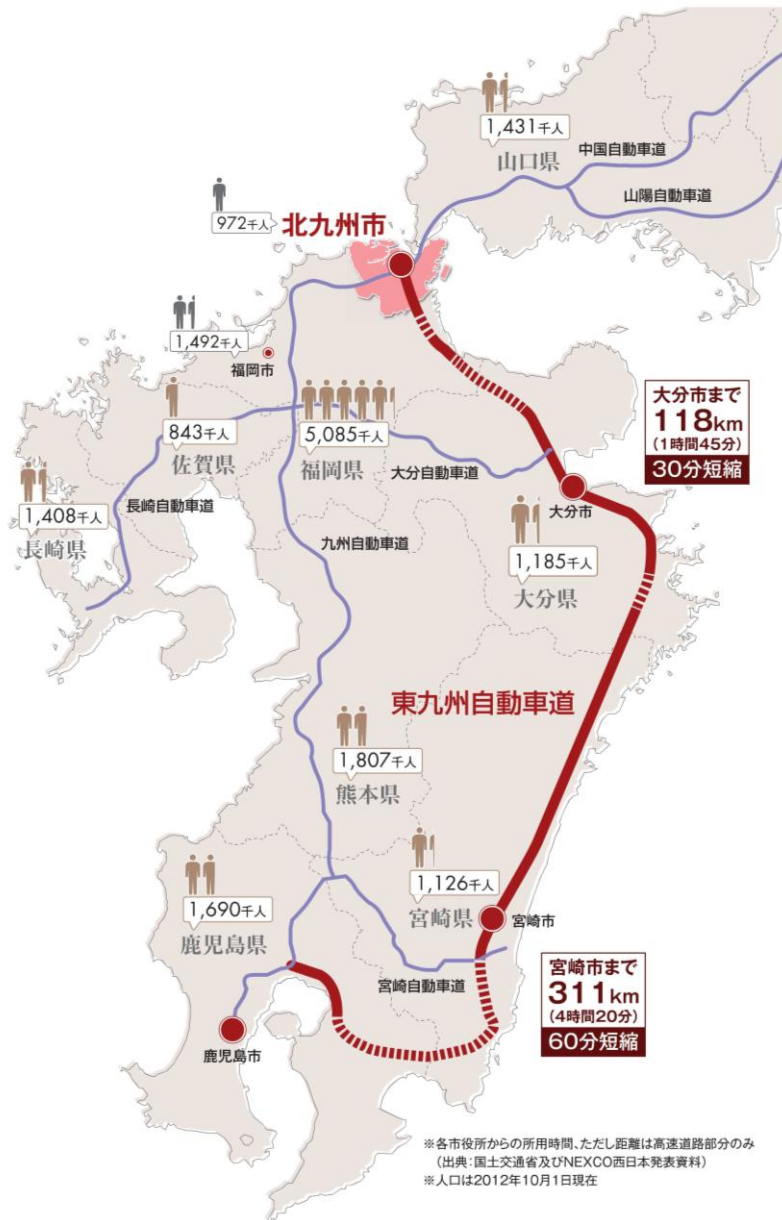 1,431千人
山口県
中国自動車道
山陽自動車道
972千人
北九州市
1,492千人
福岡市
843千人
佐賀県
5,085千人
福岡県
大分自動車道
大分市まで
118km
(1時間45分)
30分短縮
1,408千人
長崎県
長崎自動車道
九州自動車道
大分市
1,185千人
大分県
東九州自動車道
1,807千人
熊本県
1,126千人
宮崎県
宮崎市
1,690千人
鹿児島県
宮崎自動車道
宮崎市まで
311km
(4時間20分)
60分短縮
鹿児島市
※各市役所からの所用時間、ただし距離は高速道路部分のみ
(出典:国土交通省及びNEXCO西日本発表資料)
※人口は2012年10月1日現在